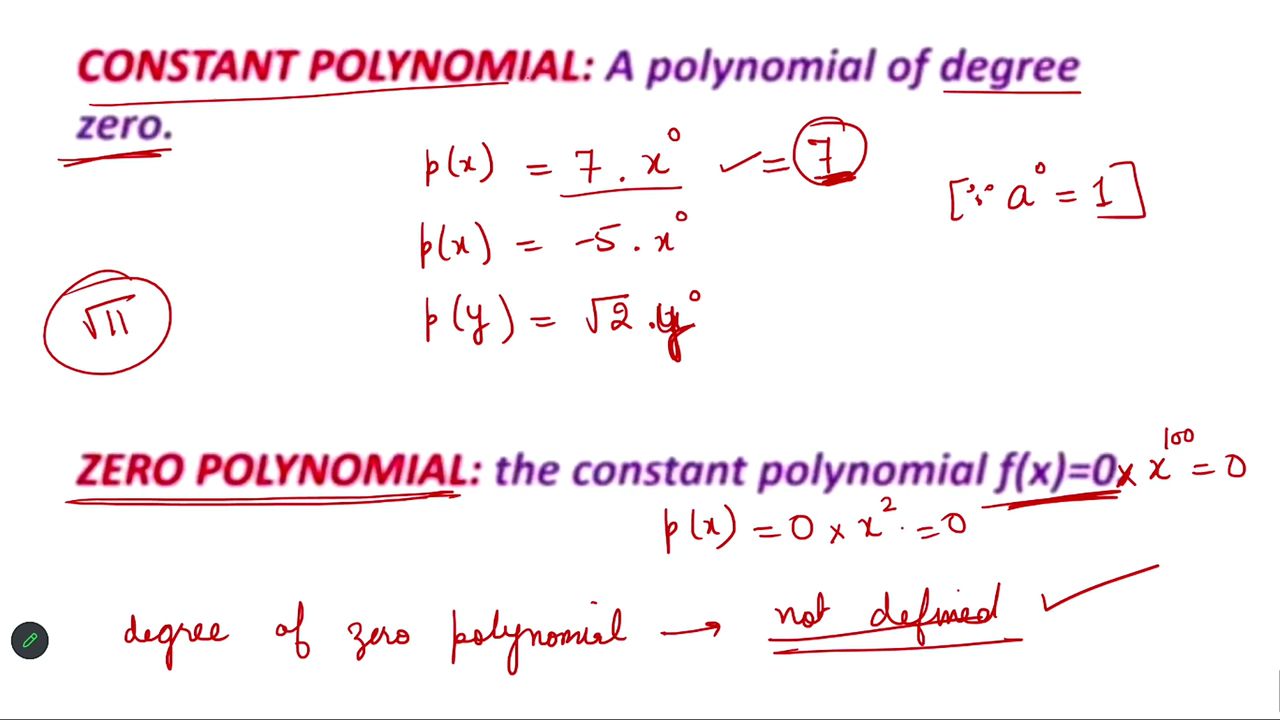 CONSTANT POLYNOMIAL: A polynomial of degree
zero.
p(x) = 7 . x⁰ ✓ = 7
[∵ a⁰ = 1]
p(x) = -5 . x⁰
√11
p(y) = √2 . y⁰
ZERO POLYNOMIAL: the constant polynomial f(x)=0 × x¹⁰⁰ = 0
p(x) = 0 × x² . = 0
degree of zero polynomial → not defined ✓